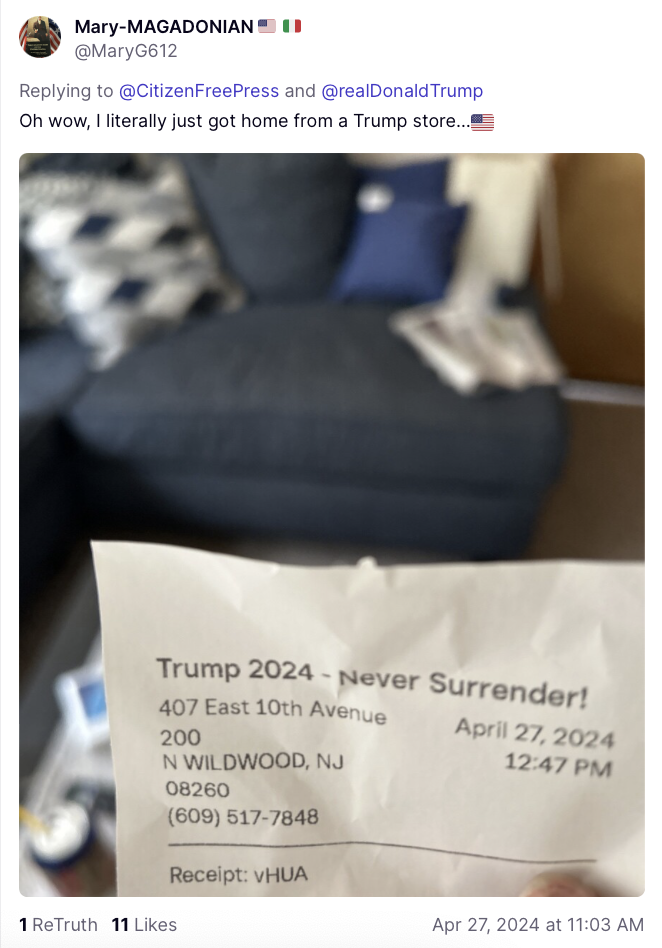 Mary-MAGADONIAN
@MaryG612
Replying to @CitizenFreePress and @realDonaldTrump
Oh wow, I literally just got home from a Trump store...
Trump 2024 - Never Surrender!
407 East 10th Avenue
200
N WILDWOOD, NJ
08260
(609) 517-7848
April 27, 2024
12:47 PM
Receipt: vHUA
1 ReTruth 11 Likes
Apr 27, 2024 at 11:03 AM